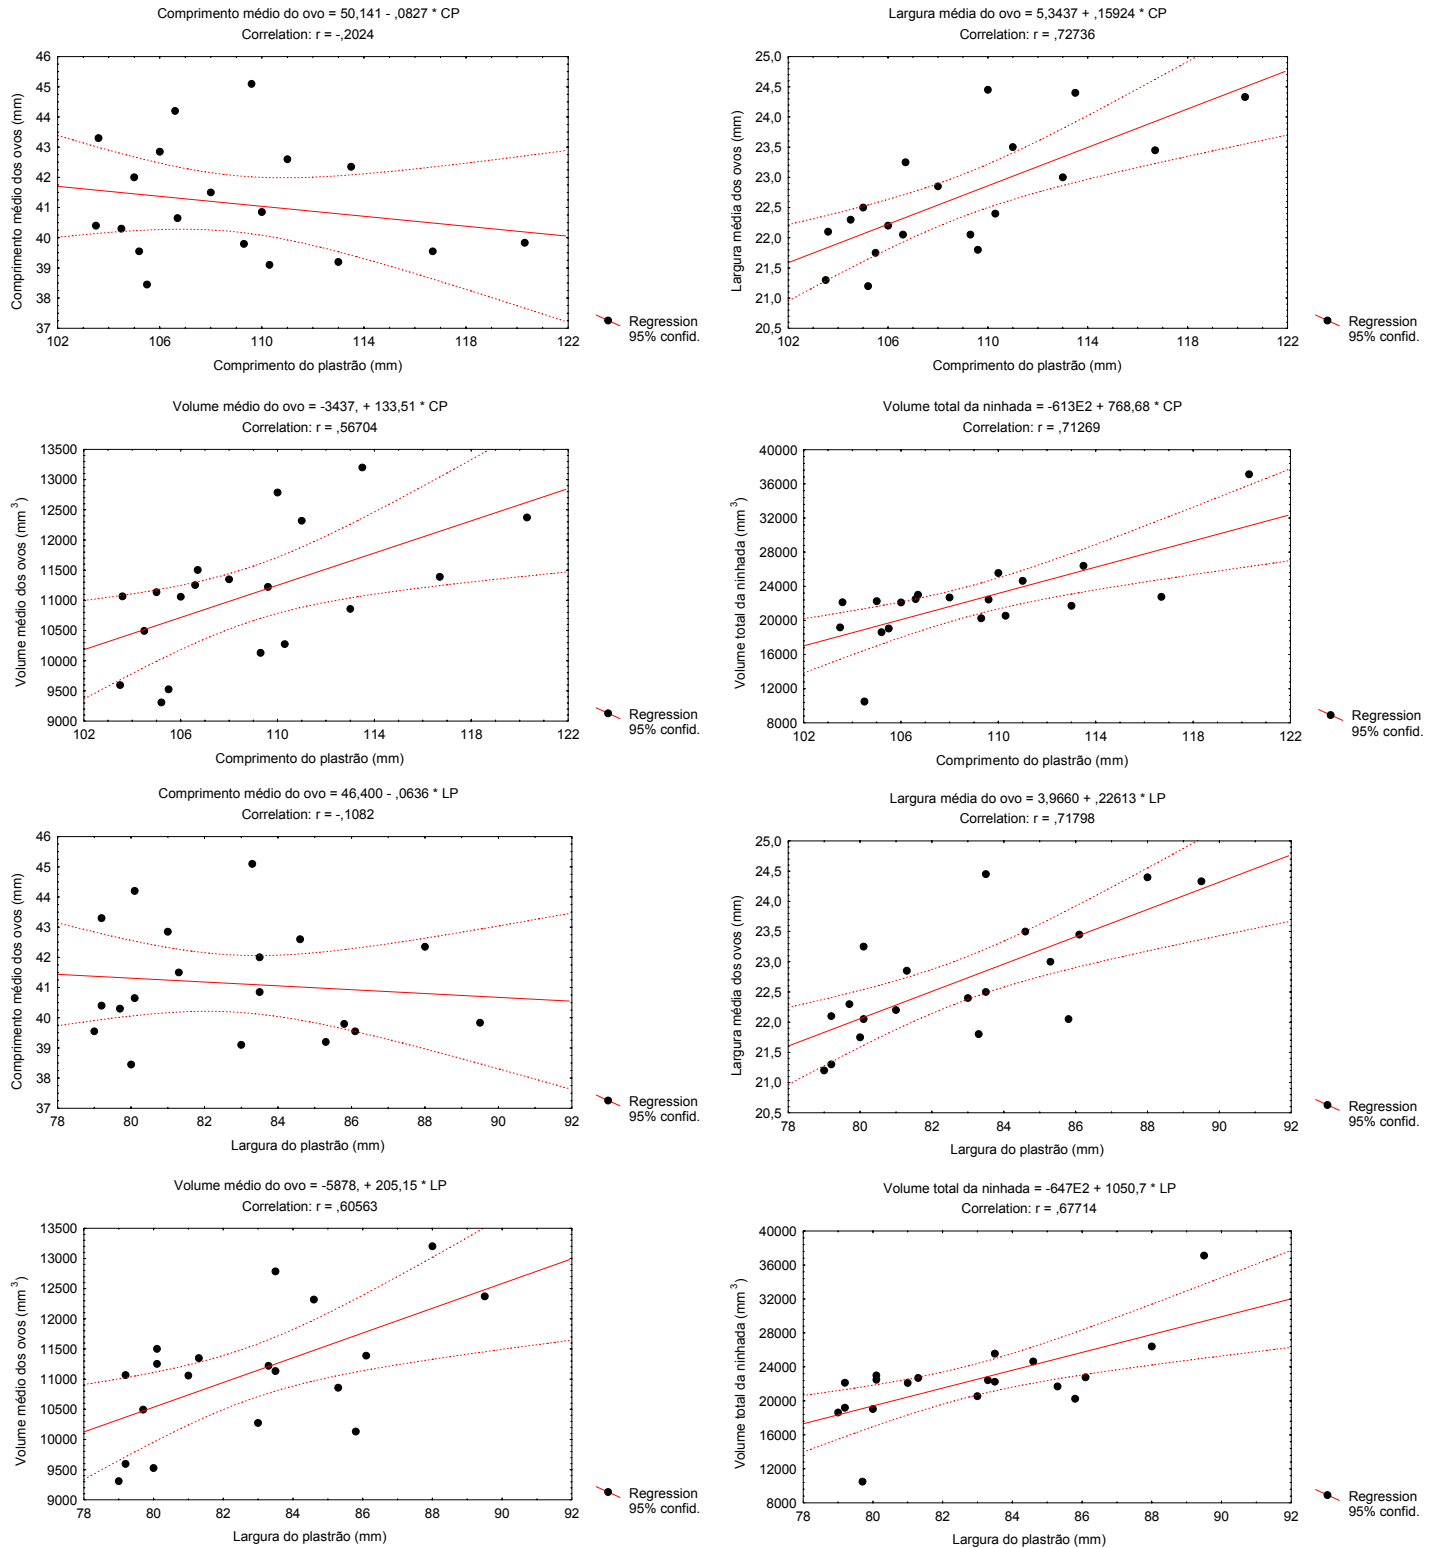 Comprimento médio do ovo = 50,141 - ,0827 * CP
Correlation: r = -,2024
Comprimento médio dos ovos (mm)
46
45
44
43
42
41
40
39
38
37
102 106 110 114 118 122
Comprimento do plastrão (mm)
Regression
95% confid.
Largura média do ovo = 5,3437 + ,15924 * CP
Correlation: r = ,72736
Largura média dos ovos (mm)
25,0
24,5
24,0
23,5
23,0
22,5
22,0
21,5
21,0
20,5
102 106 110 114 118 122
Comprimento do plastrão (mm)
Regression
95% confid.
Volume médio do ovo = -3437, + 133,51 * CP
Correlation: r = ,56704
Volume médio dos ovos (mm³)
13500
13000
12500
12000
11500
11000
10500
10000
9500
9000
102 106 110 114 118 122
Comprimento do plastrão (mm)
Regression
95% confid.
Volume total da ninhada = -613E2 + 768,68 * CP
Correlation: r = ,71269
Volume total da ninhada (mm³)
40000
36000
32000
28000
24000
20000
16000
12000
8000
102 106 110 114 118 122
Comprimento do plastrão (mm)
Regression
95% confid.
Comprimento médio do ovo = 46,400 - ,0636 * LP
Correlation: r = -,1082
Comprimento médio dos ovos (mm)
46
45
44
43
42
41
40
39
38
37
78 80 82 84 86 88 90 92
Largura do plastrão (mm)
Regression
95% confid.
Largura média do ovo = 3,9660 + ,22613 * LP
Correlation: r = ,71798
Largura média dos ovos (mm)
25,0
24,5
24,0
23,5
23,0
22,5
22,0
21,5
21,0
20,5
78 80 82 84 86 88 90 92
Largura do plastrão (mm)
Regression
95% confid.
Volume médio do ovo = -5878, + 205,15 * LP
Correlation: r = ,60563
Volume médio dos ovos (mm³)
13500
13000
12500
12000
11500
11000
10500
10000
9500
9000
78 80 82 84 86 88 90 92
Largura do plastrão (mm)
Regression
95% confid.
Volume total da ninhada = -647E2 + 1050,7 * LP
Correlation: r = ,67714
Volume total da ninhada (mm³)
40000
36000
32000
28000
24000
20000
16000
12000
8000
78 80 82 84 86 88 90 92
Largura do plastrão (mm)
Regression
95% confid.